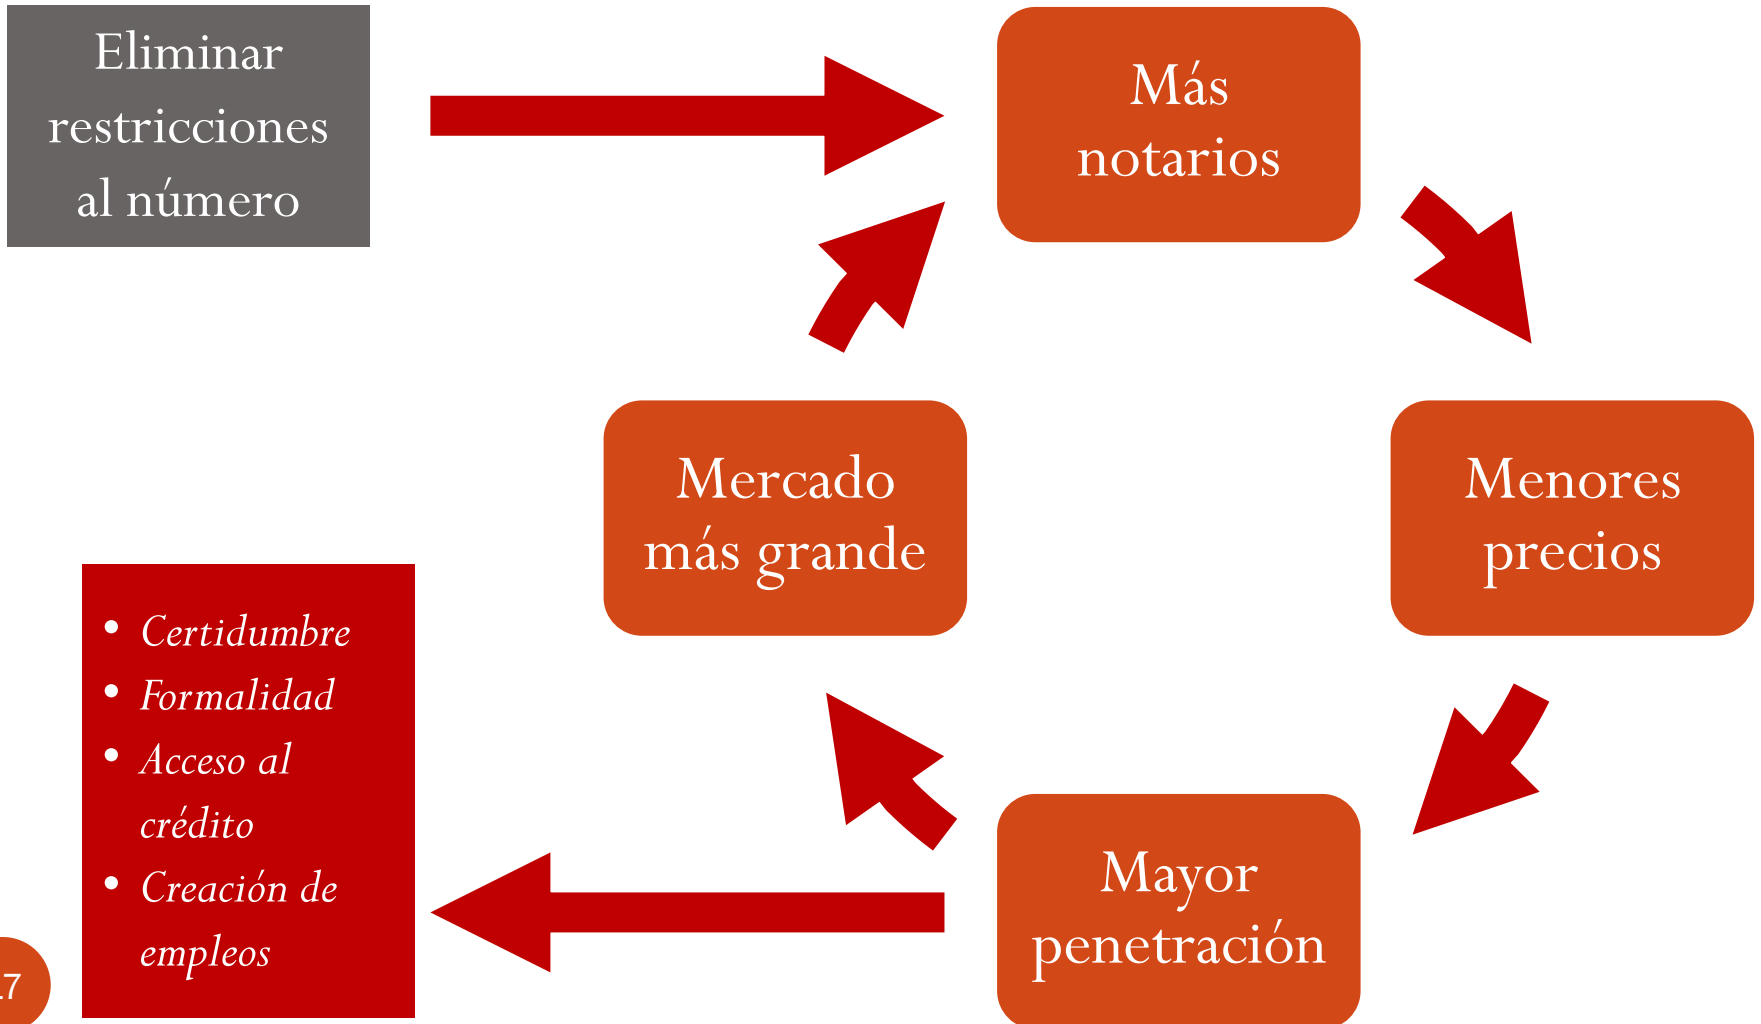 Eliminar
restricciones
al número
Más
notarios
Mercado
más grande
Menores
precios
• Certidumbre
• Formalidad
• Acceso al
crédito
• Creación de
empleos
Mayor
penetración
7